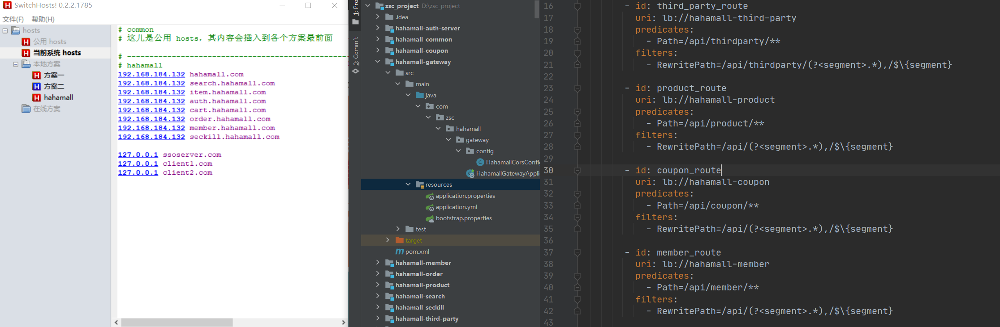 SwitchHosts! 0.2.2.1785
文件(F) 帮助(H)
hosts
公用 hosts
当前系统 hosts
本地方案
方案一
方案二
hahamall
在线方案
# common
# 这儿是公用 hosts，其内容会插入到各个方案最前面
# --------------------------------------------------
# hahamall
192.168.184.132 hahamall.com
192.168.184.132 search.hahamall.com
192.168.184.132 item.hahamall.com
192.168.184.132 auth.hahamall.com
192.168.184.132 cart.hahamall.com
192.168.184.132 order.hahamall.com
192.168.184.132 member.hahamall.com
192.168.184.132 seckill.hahamall.com
127.0.0.1 ssoserver.com
127.0.0.1 client1.com
127.0.0.1 client2.com
1: Pro
0: Commit
zsc_project D:\zsc_project
.idea
hahamall-auth-server
hahamall-common
hahamall-coupon
hahamall-gateway
src
main
java
com
zsc
hahamall
gateway
config
HahamallCorsConfi
HahamallGatewayAppli
resources
application.properties
application.yml
bootstrap.properties
test
target
pom.xml
hahamall-member
hahamall-order
hahamall-product
hahamall-search
hahamall-seckill
hahamall-third-party
16 - id: third_party_route
17 uri: lb://hahamall-third-party
18 predicates:
19 - Path=/api/thirdparty/**
20 filters:
21 - RewritePath=/api/thirdparty/(?<segment>.*),/$\{segment}
22
23 - id: product_route
24 uri: lb://hahamall-product
25 predicates:
26 - Path=/api/product/**
27 filters:
28 - RewritePath=/api/(?<segment>.*),/$\{segment}
29
30 - id: coupon_route
31 uri: lb://hahamall-coupon
32 predicates:
33 - Path=/api/coupon/**
34 filters:
35 - RewritePath=/api/(?<segment>.*),/$\{segment}
36
37 - id: member_route
38 uri: lb://hahamall-member
39 predicates:
40 - Path=/api/member/**
41 filters:
42 - RewritePath=/api/(?<segment>.*),/$\{segment}
43